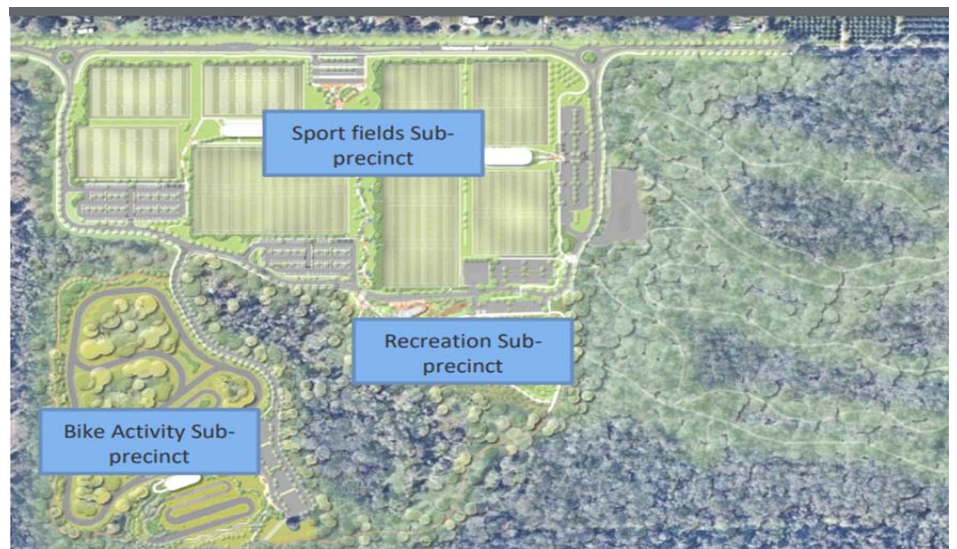 Sport fields Sub-
precinct
Recreation Sub-
precinct
Bike Activity Sub-
precinct